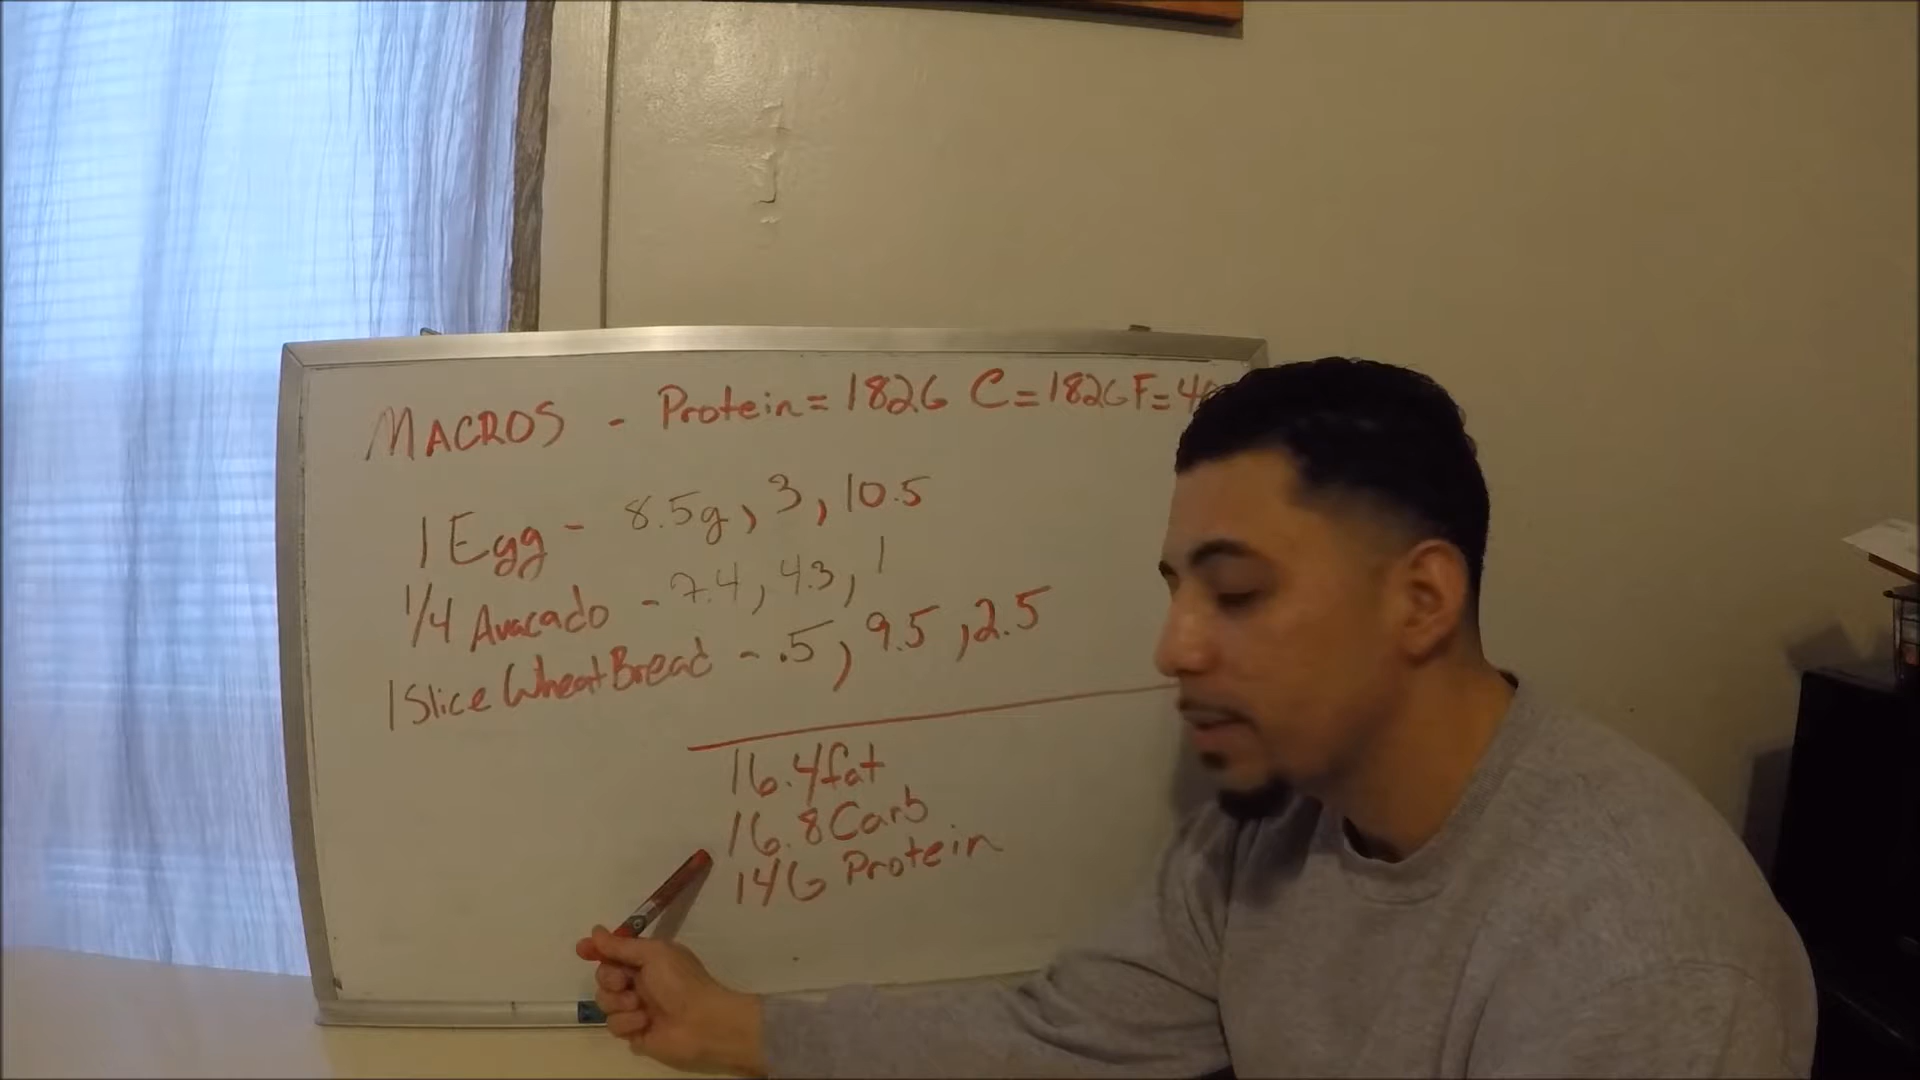 MACROS - Protein = 182G C = 182G F = 4
1 Egg - 8.5g, 3, 10.5
1/4 Avacado - 7.4, 4.3, 1
1 Slice Wheat Bread - .5, 9.5, 2.5
16.4 fat
16.8 Carb
14G Protein